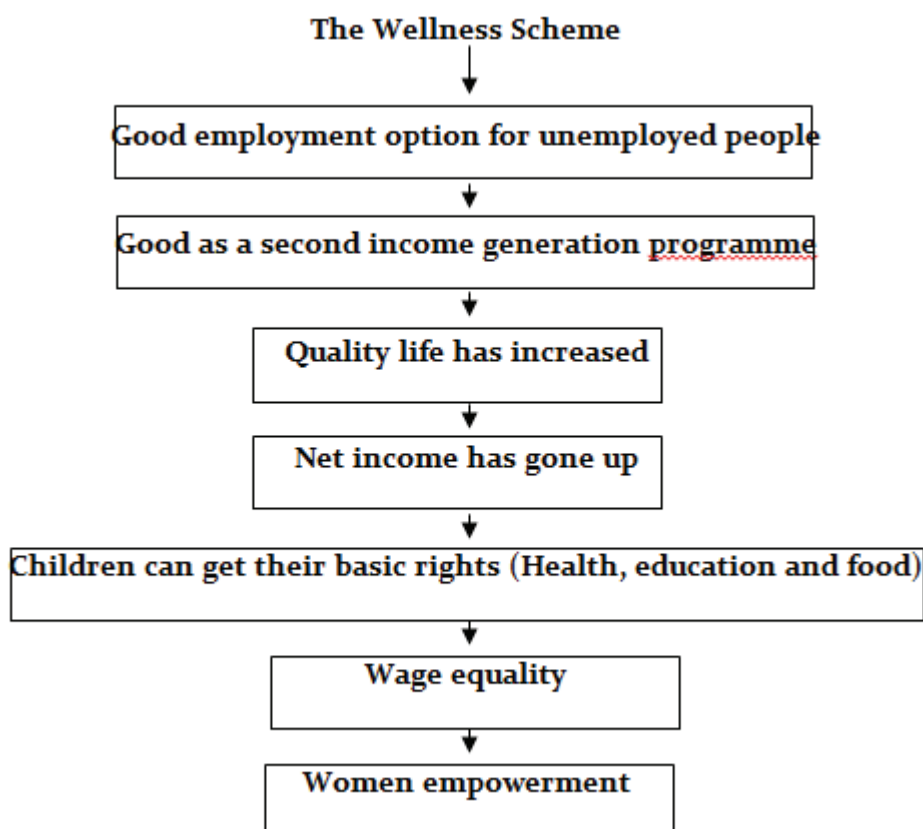 The Wellness Scheme
Good employment option for unemployed people
Good as a second income generation programme
Quality life has increased
Net income has gone up
Children can get their basic rights (Health, education and food)
Wage equality
Women empowerment